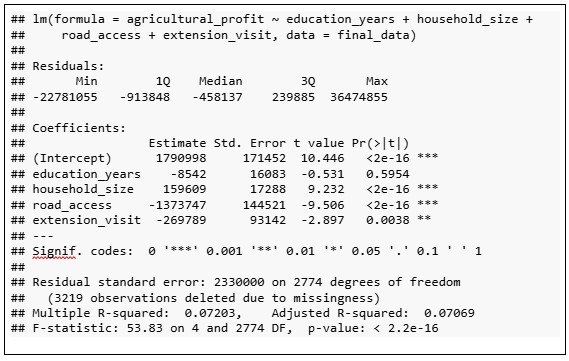 ## lm(formula = agricultural_profit ~ education_years + household_size +
##     road_access + extension_visit, data = final_data)
##
## Residuals:
##       Min        1Q    Median        3Q       Max
## -22781055   -913848   -458137    239885  36474855
##
## Coefficients:
##                 Estimate Std. Error t value Pr(>|t|)
## (Intercept)      1790998     171452  10.446   <2e-16 ***
## education_years    -8542      16083  -0.531   0.5954
## household_size    159609      17288   9.232   <2e-16 ***
## road_access     -1373747     144521  -9.506   <2e-16 ***
## extension_visit  -269789      93142  -2.897   0.0038 **
## ---
## Signif. codes:  0 '***' 0.001 '**' 0.01 '*' 0.05 '.' 0.1 ' ' 1
##
## Residual standard error: 2330000 on 2774 degrees of freedom
##   (3219 observations deleted due to missingness)
## Multiple R-squared:  0.07203,    Adjusted R-squared:  0.07069
## F-statistic: 53.83 on 4 and 2774 DF,  p-value: < 2.2e-16